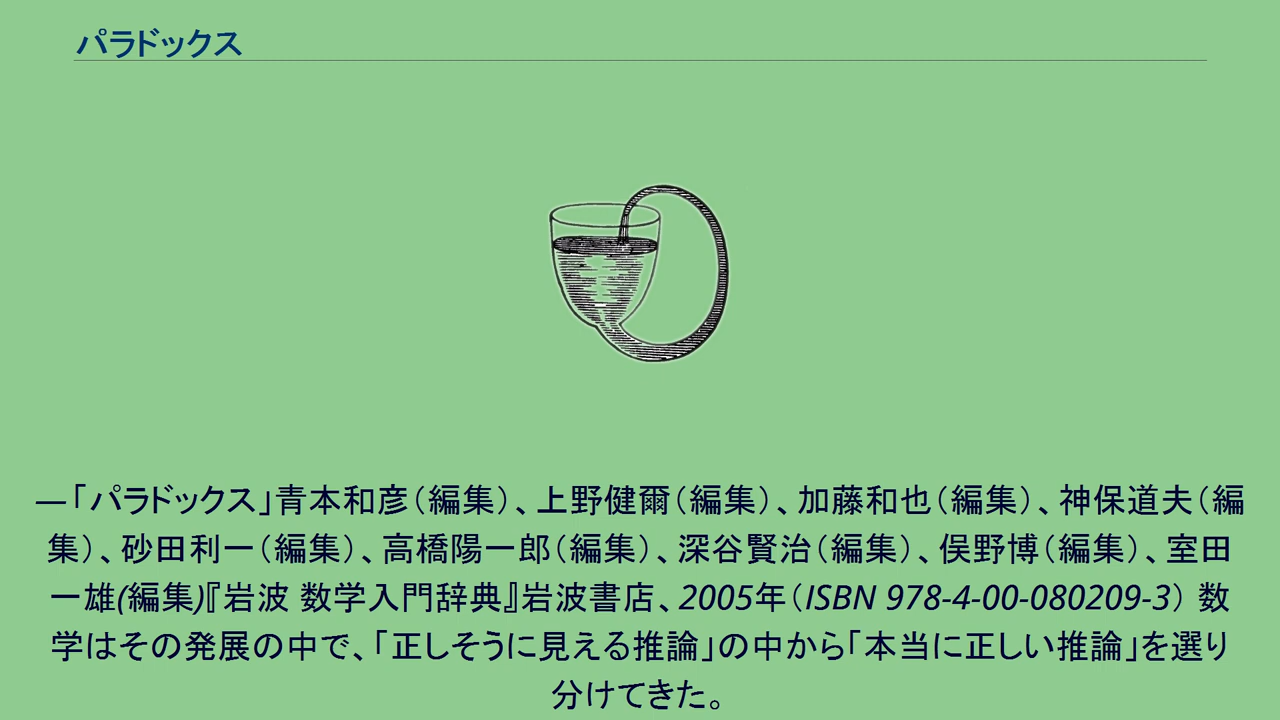 パラドックス
―「パラドックス」青本和彦（編集）、上野健爾（編集）、加藤和也（編集）、神保道夫（編
集）、砂田利一（編集）、高橋陽一郎（編集）、深谷賢治（編集）、俣野博（編集）、室田
一雄(編集)『岩波 数学入門辞典』岩波書店、2005年（ISBN 978-4-00-080209-3） 数
学はその発展の中で、「正しそうに見える推論」の中から「本当に正しい推論」を選り
分けてきた。